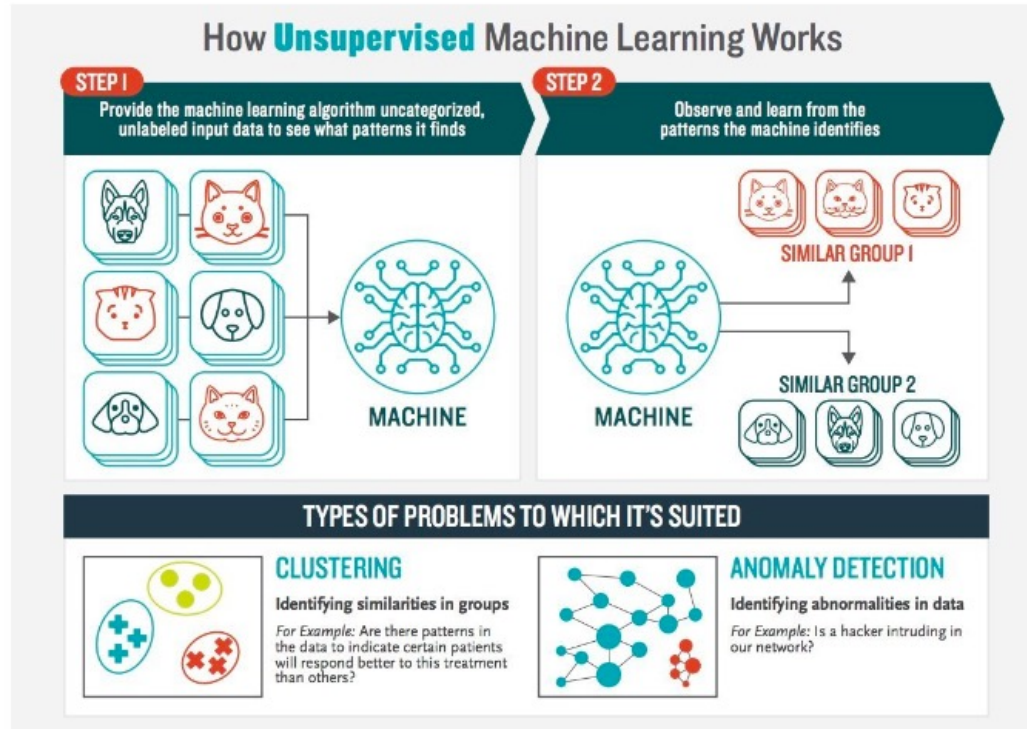 How Unsupervised Machine Learning Works
STEP 1
Provide the machine learning algorithm uncategorized,
unlabeled input data to see what patterns it finds
MACHINE
STEP 2
Observe and learn from the
patterns the machine identifies
SIMILAR GROUP 1
MACHINE
SIMILAR GROUP 2
TYPES OF PROBLEMS TO WHICH IT'S SUITED
CLUSTERING
Identifying similarities in groups
For Example: Are there patterns in
the data to indicate certain patients
will respond better to this treatment
than others?
ANOMALY DETECTION
Identifying abnormalities in data
For Example: Is a hacker intruding in
our network?